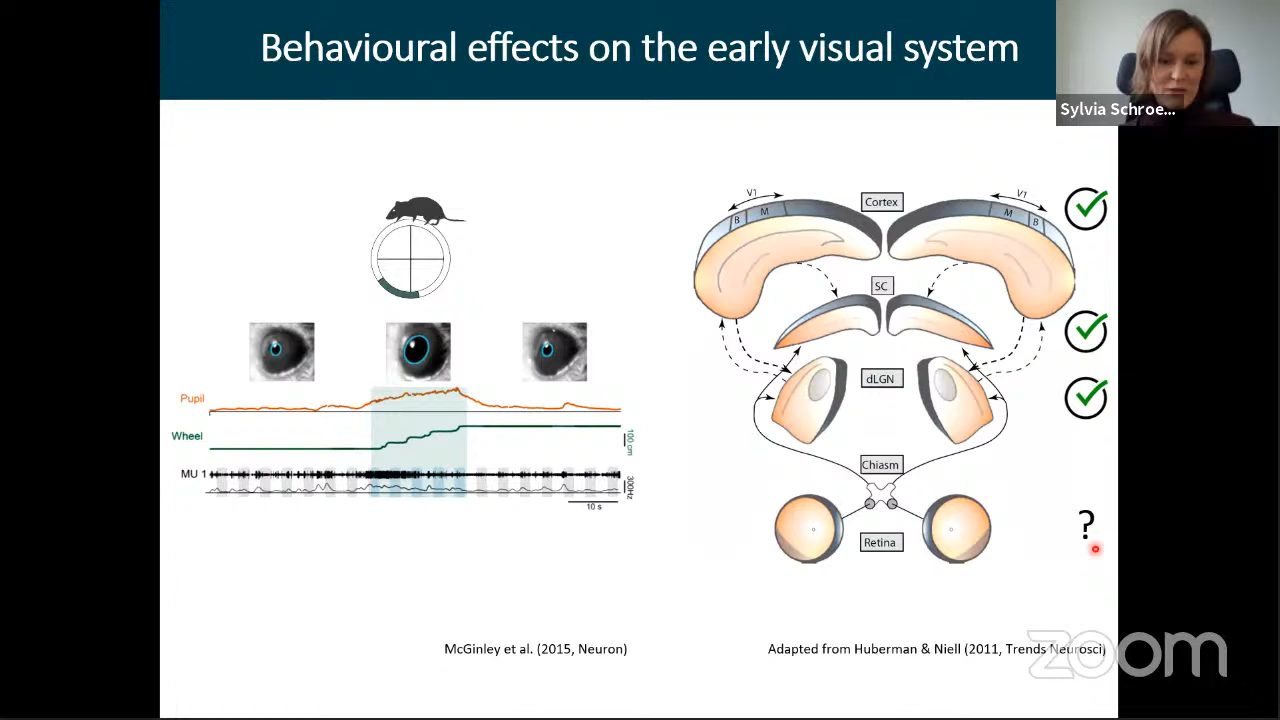 Behavioural effects on the early visual system
Sylvia Schroe...
V1
V1
B
M
M
B
Cortex
SC
dLGN
Chiasm
Retina
?
Pupil
Wheel
MU 1
100 cm
300Hz
10 s
McGinley et al. (2015, Neuron)
Adapted from Huberman & Niell (2011, Trends Neurosci)
zoom